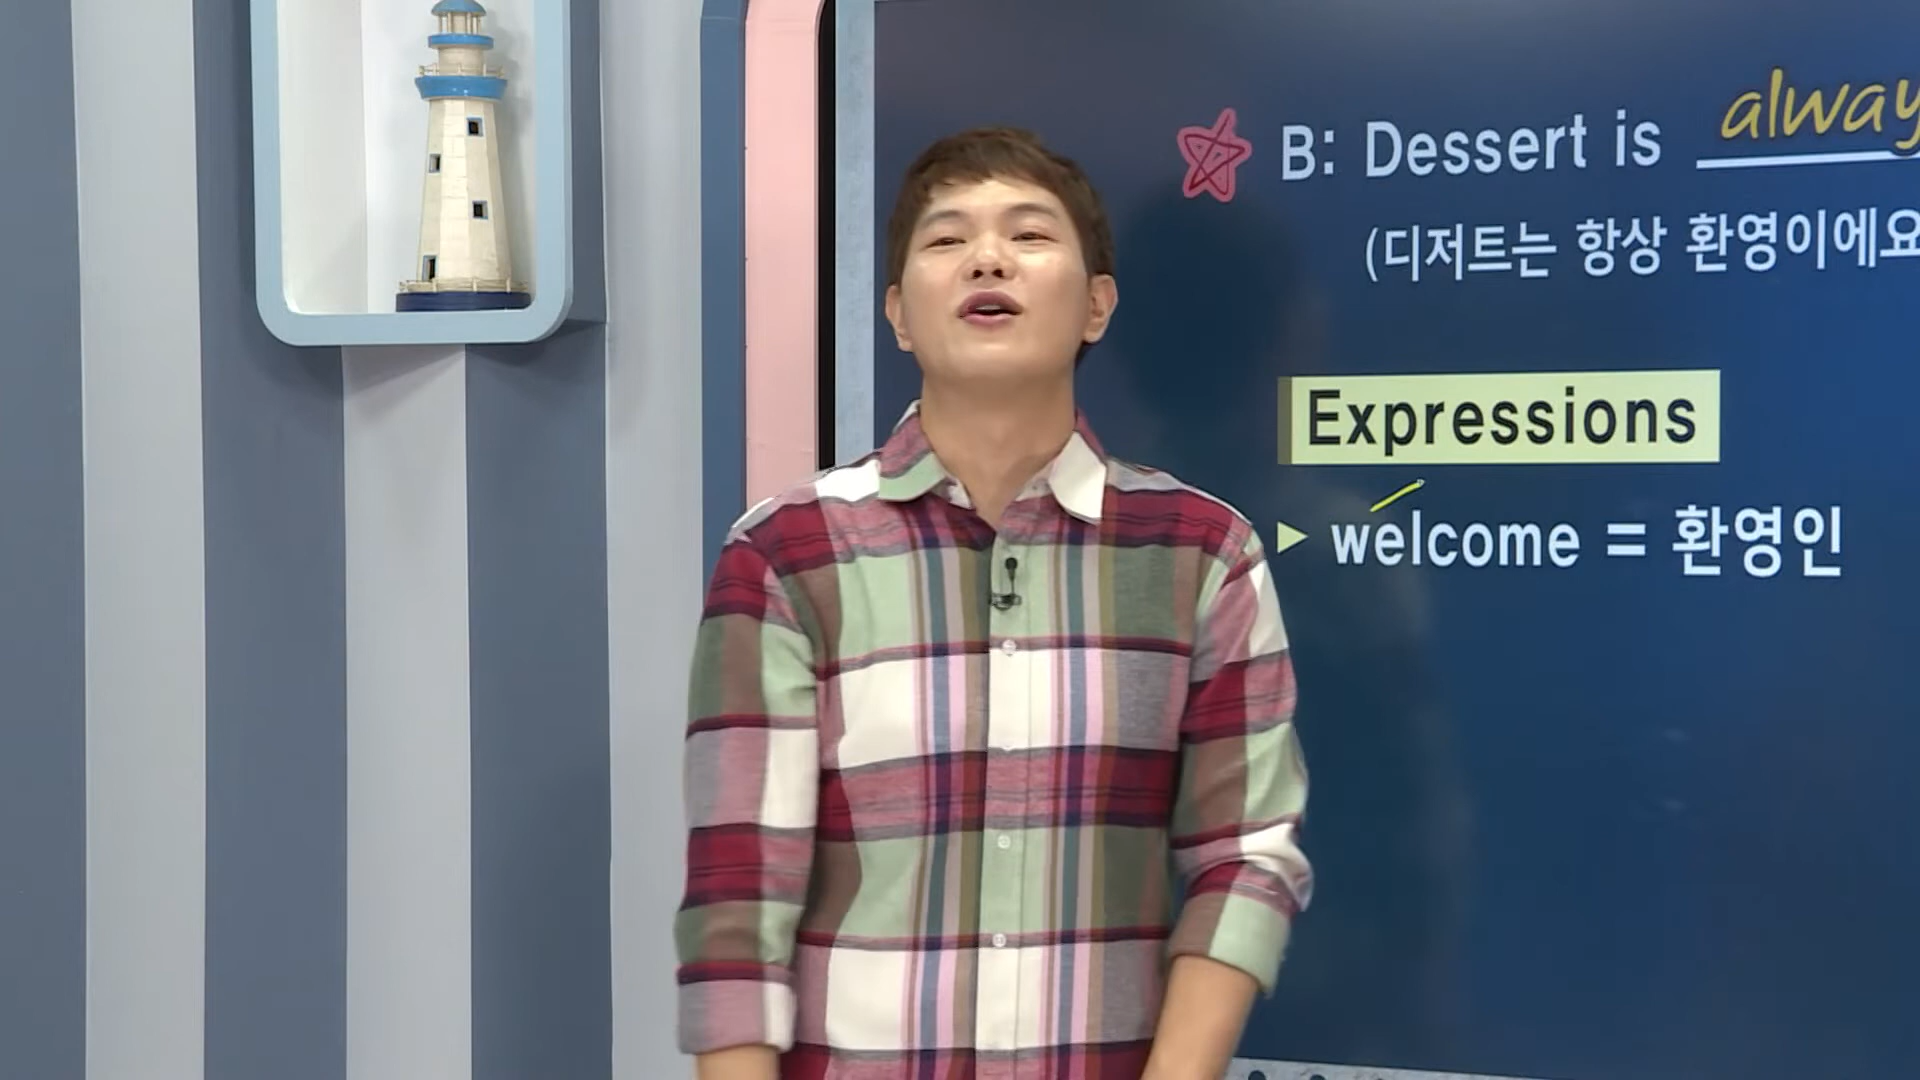 B: Dessert is alway
(디저트는 항상 환영이에요
Expressions
▶ welcome = 환영인